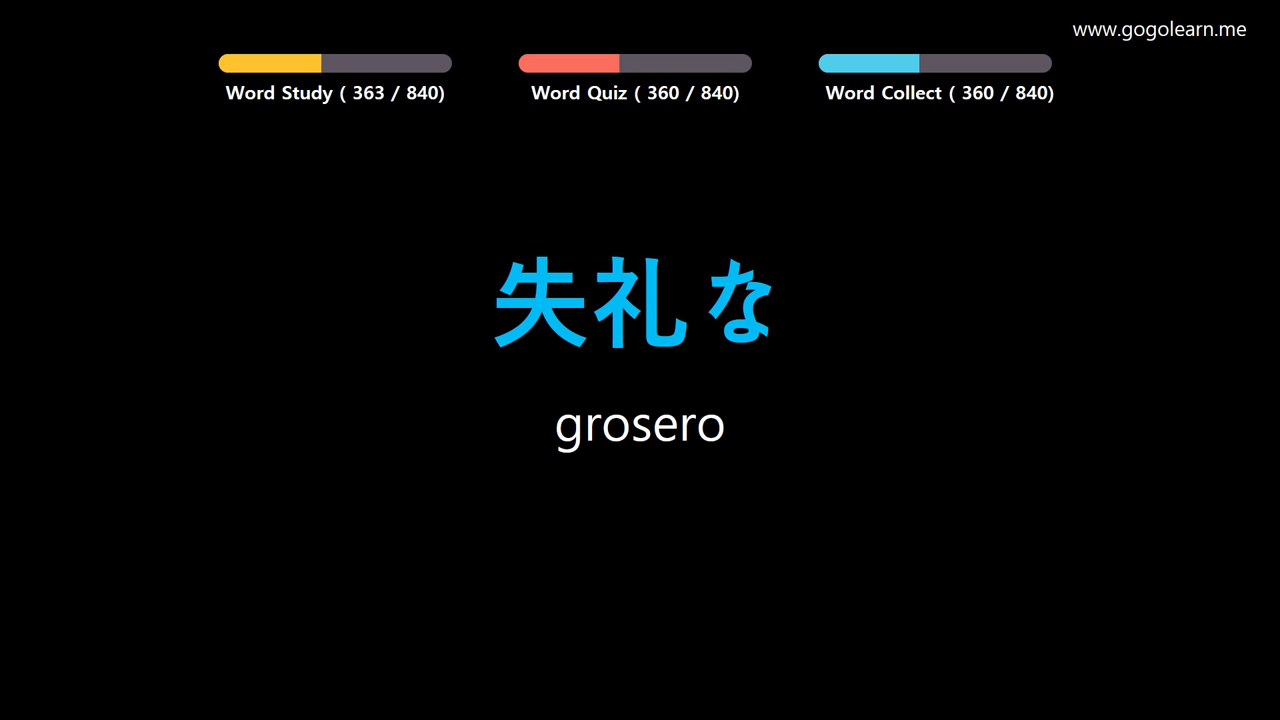 www.gogolearn.me
Word Study ( 363 / 840)
Word Quiz ( 360 / 840)
Word Collect ( 360 / 840)
失礼な
grosero